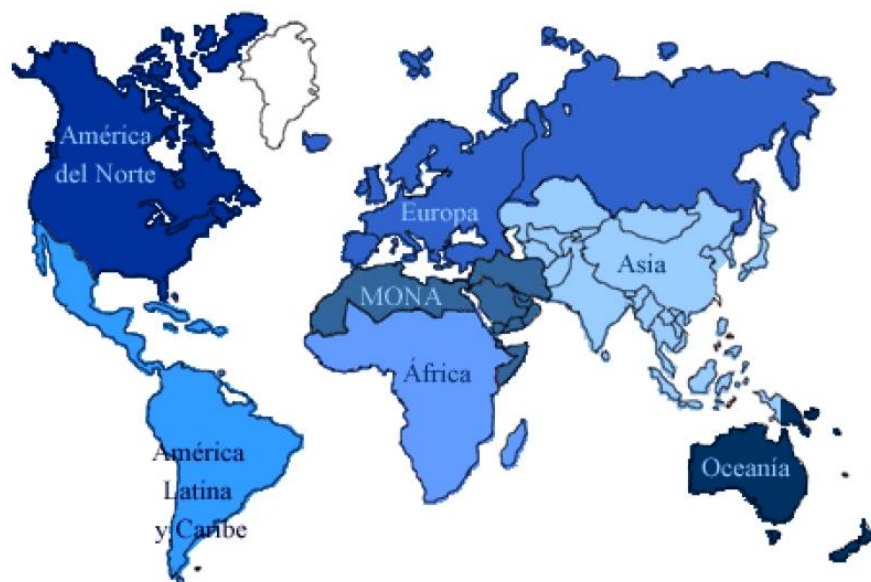 América
del Norte
Europa
Asia
MONA
África
América
Latina
y Caribe
Oceanía